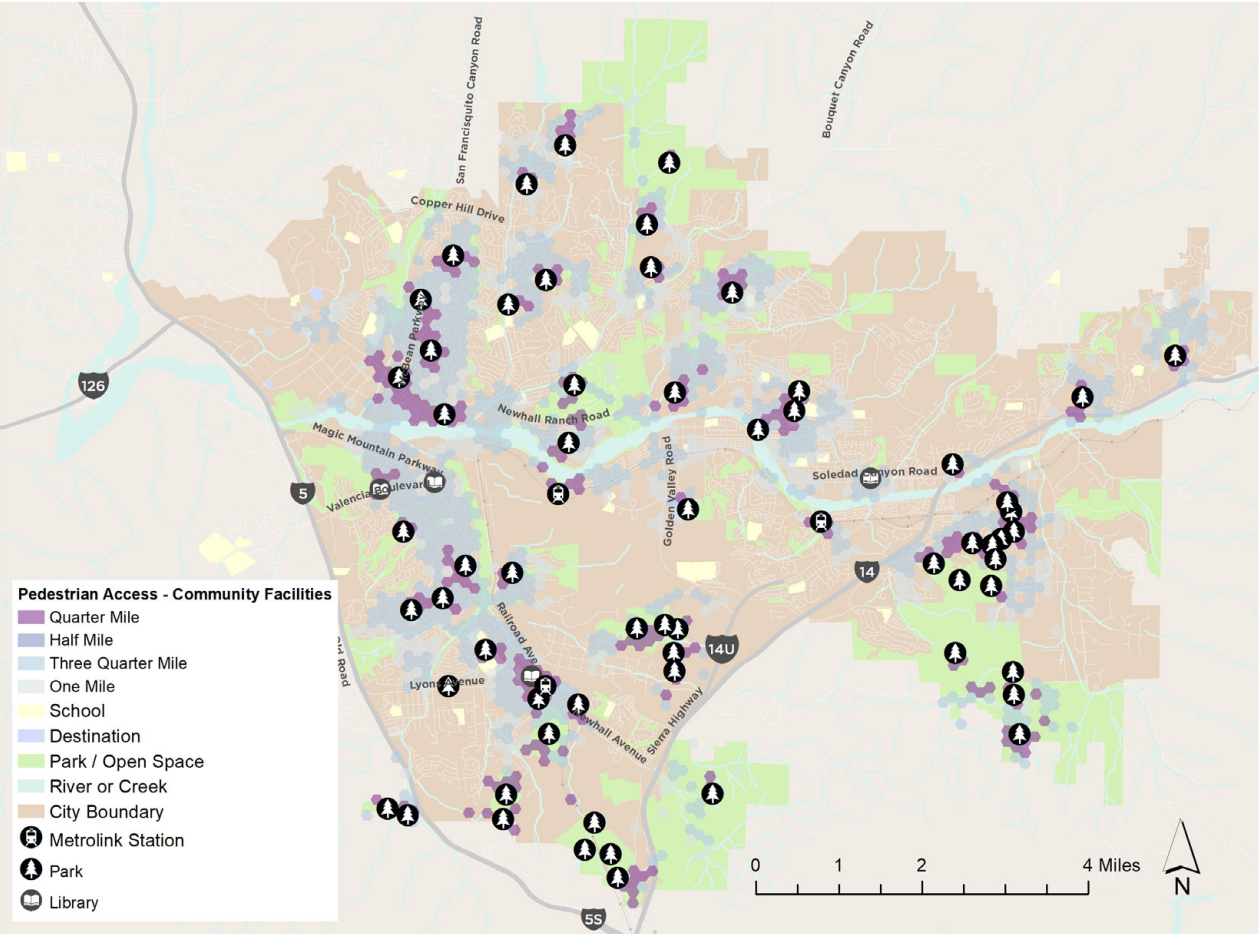 San Francisquito Canyon Road
Bouquet Canyon Road
Copper Hill Drive
126
Newhall Ranch Road
Magic Mountain Parkway
Golden Valley Road
Soledad Canyon Road
5
Valencia Boulevard
14
Railroad Ave
14U
Old Road
Lyons Avenue
Newhall Avenue
Sierra Highway
5S
Pedestrian Access - Community Facilities
Quarter Mile
Half Mile
Three Quarter Mile
One Mile
School
Destination
Park / Open Space
River or Creek
City Boundary
Metrolink Station
Park
Library
0 1 2 4 Miles
N